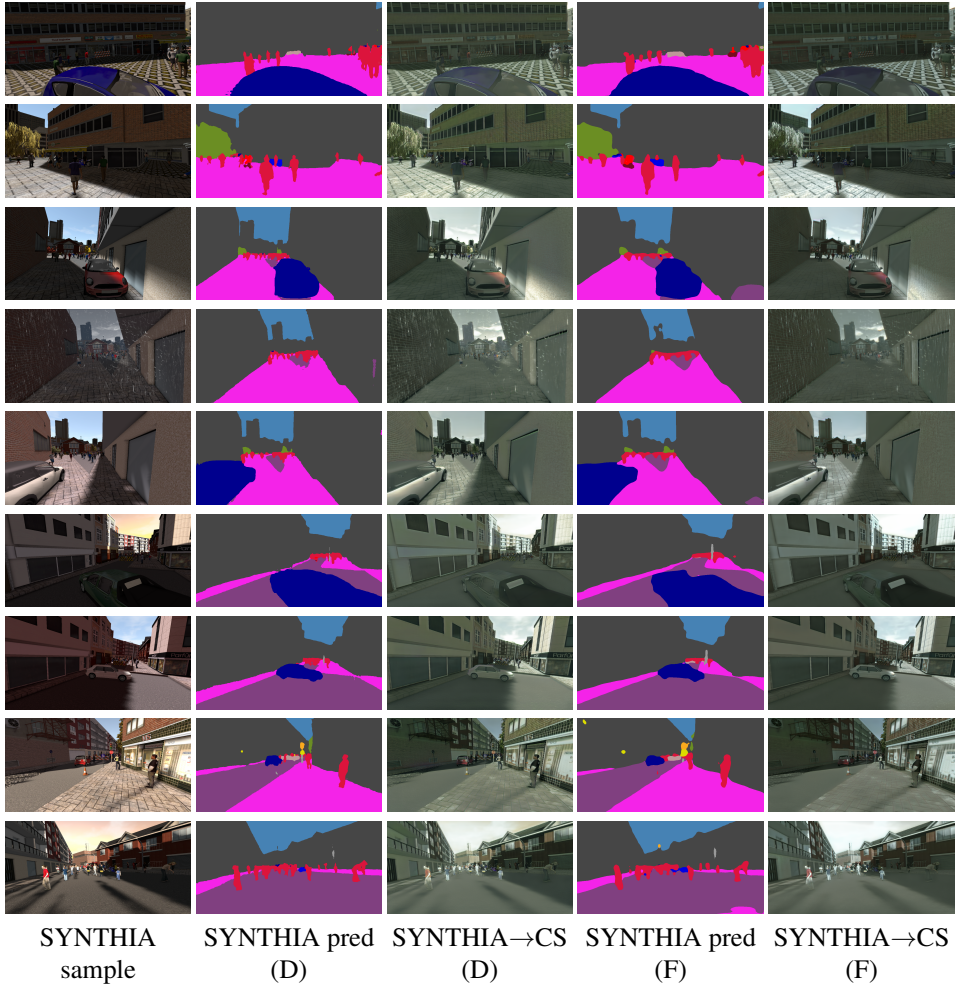 SYNTHIA sample
SYNTHIA pred (D)
SYNTHIA→CS (D)
SYNTHIA pred (F)
SYNTHIA→CS (F)